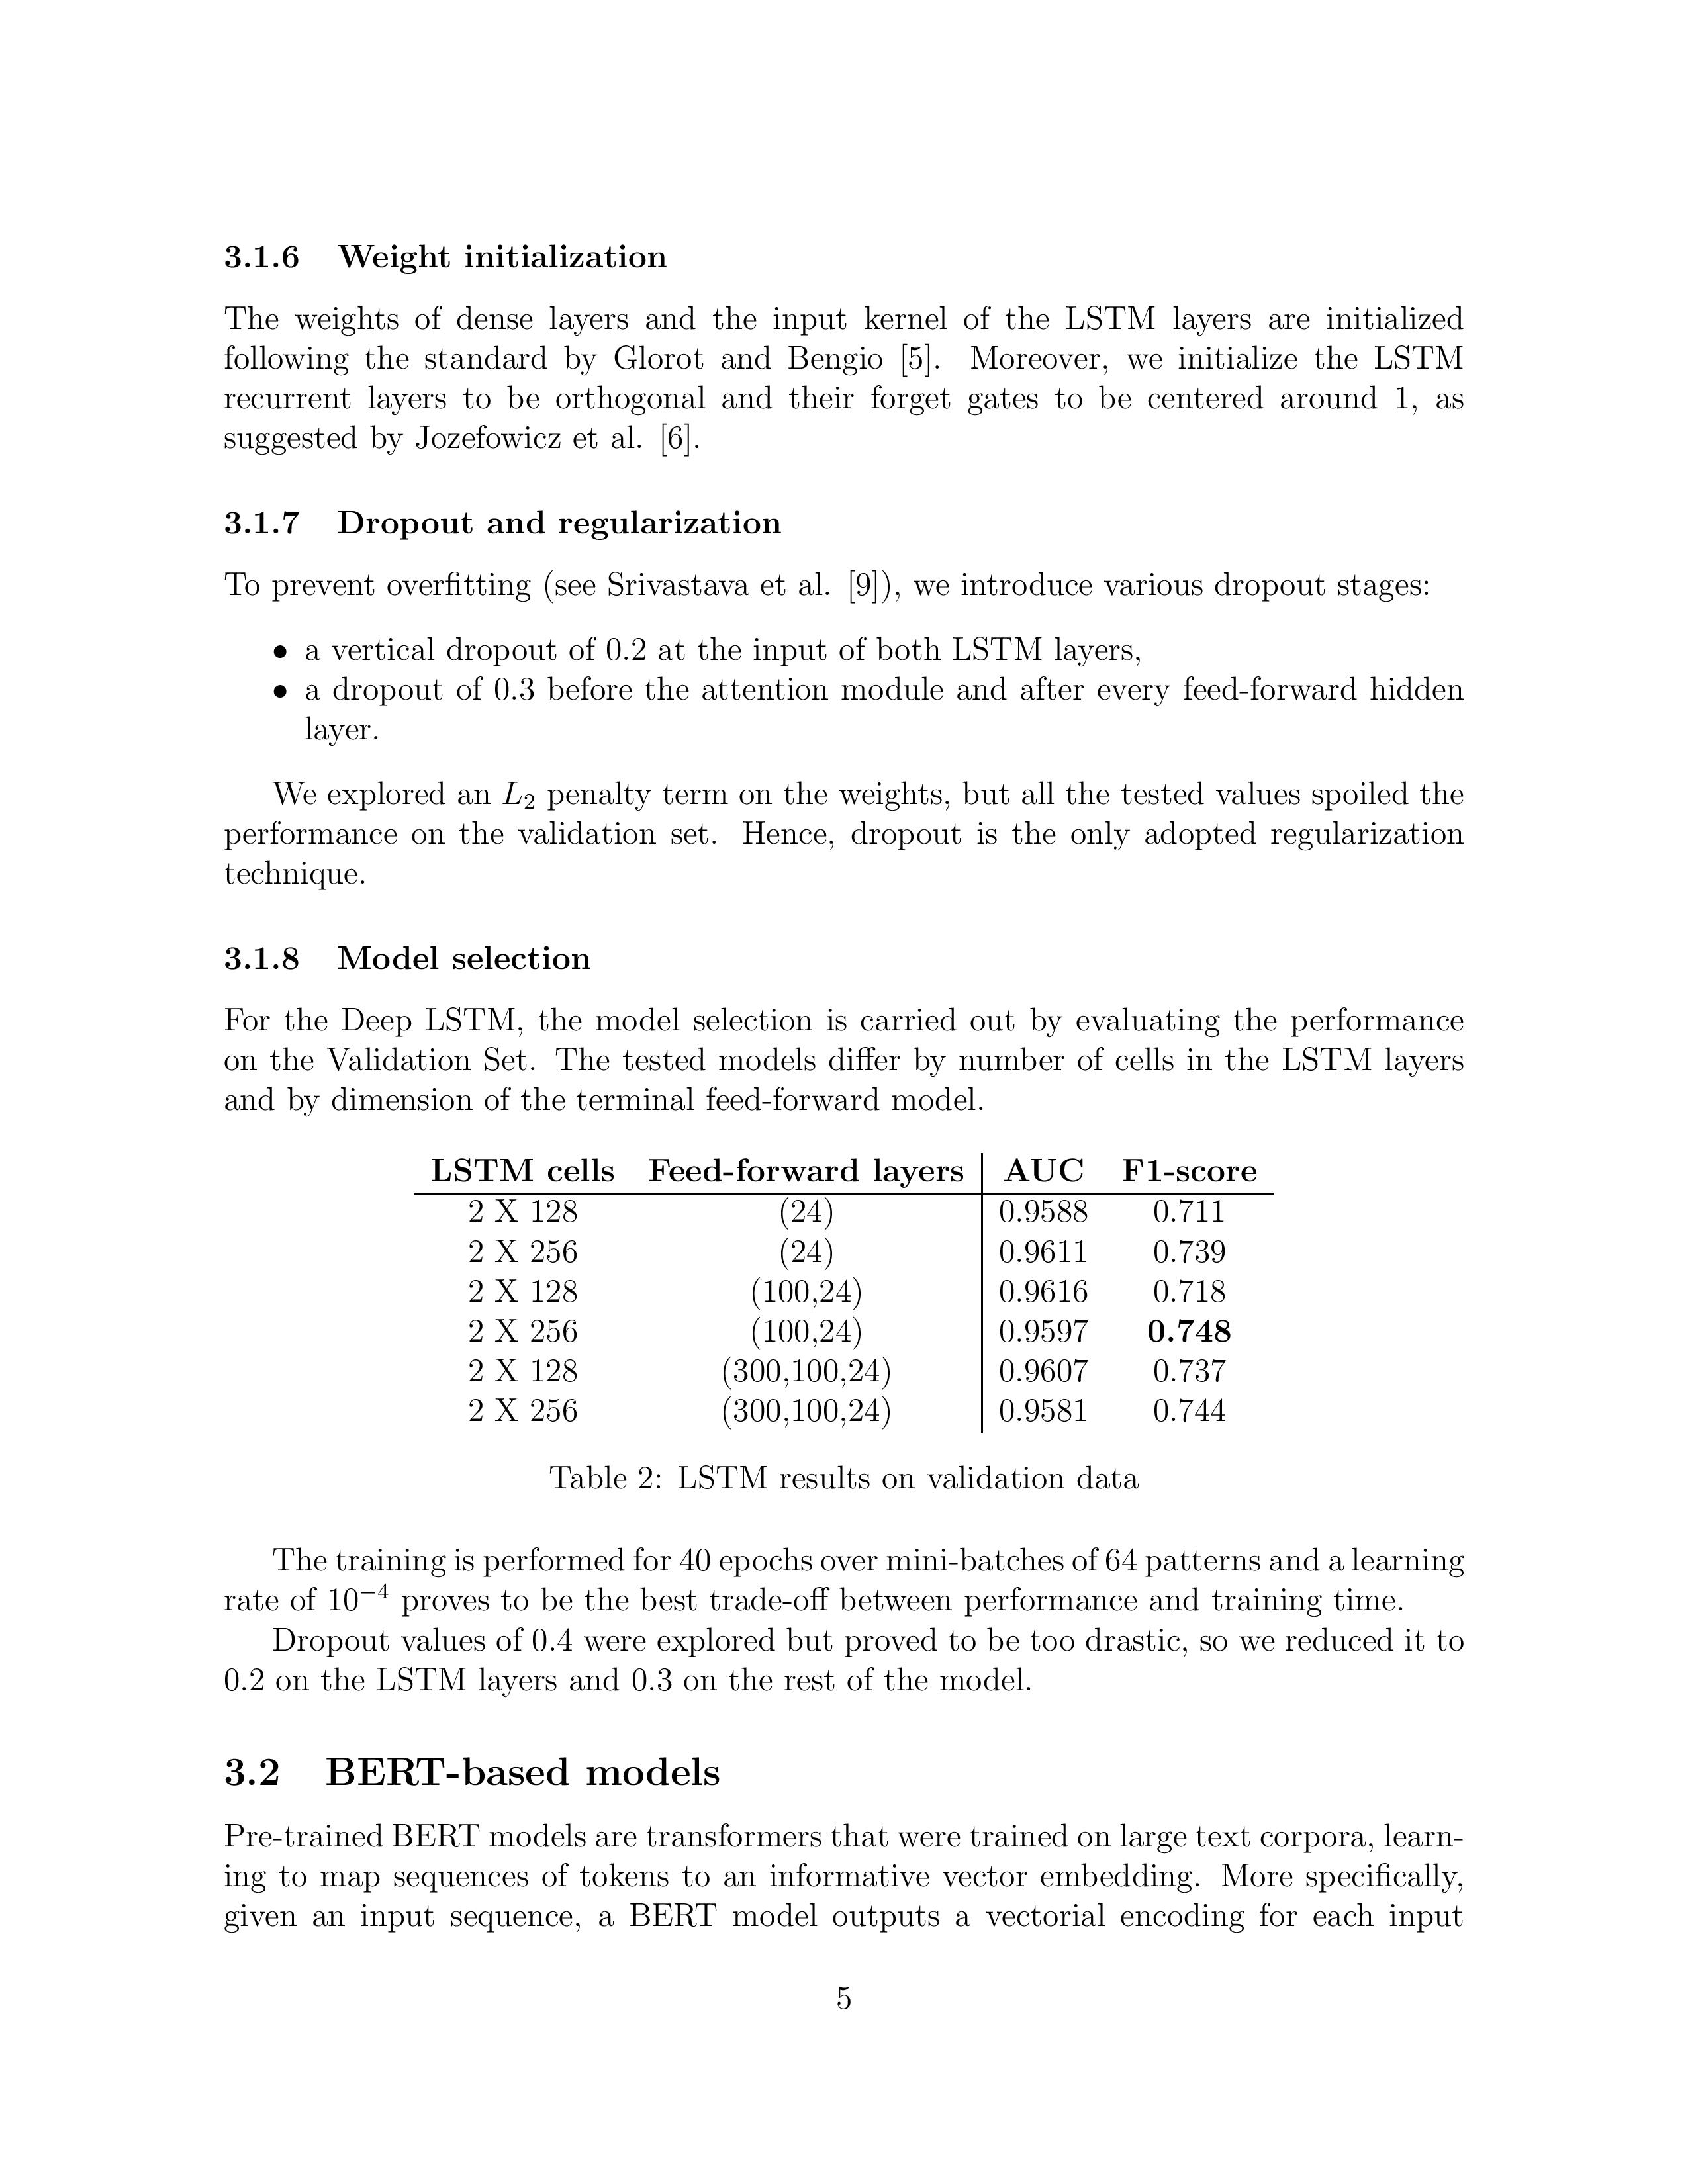 3.1.6 Weight initialization
The weights of dense layers and the input kernel of the LSTM layers are initialized
following the standard by Glorot and Bengio [5]. Moreover, we initialize the LSTM
recurrent layers to be orthogonal and their forget gates to be centered around 1, as
suggested by Jozefowicz et al. [6].
3.1.7 Dropout and regularization
To prevent overfitting (see Srivastava et al. [9]), we introduce various dropout stages:
• a vertical dropout of 0.2 at the input of both LSTM layers,
• a dropout of 0.3 before the attention module and after every feed-forward hidden
layer.
We explored an L₂ penalty term on the weights, but all the tested values spoiled the
performance on the validation set. Hence, dropout is the only adopted regularization
technique.
3.1.8 Model selection
For the Deep LSTM, the model selection is carried out by evaluating the performance
on the Validation Set. The tested models differ by number of cells in the LSTM layers
and by dimension of the terminal feed-forward model.
LSTM cells Feed-forward layers AUC F1-score
2 X 128 (24) 0.9588 0.711
2 X 256 (24) 0.9611 0.739
2 X 128 (100,24) 0.9616 0.718
2 X 256 (100,24) 0.9597 0.748
2 X 128 (300,100,24) 0.9607 0.737
2 X 256 (300,100,24) 0.9581 0.744
Table 2: LSTM results on validation data
The training is performed for 40 epochs over mini-batches of 64 patterns and a learning
rate of 10⁻⁴ proves to be the best trade-off between performance and training time.
Dropout values of 0.4 were explored but proved to be too drastic, so we reduced it to
0.2 on the LSTM layers and 0.3 on the rest of the model.
3.2 BERT-based models
Pre-trained BERT models are transformers that were trained on large text corpora, learn-
ing to map sequences of tokens to an informative vector embedding. More specifically,
given an input sequence, a BERT model outputs a vectorial encoding for each input
5